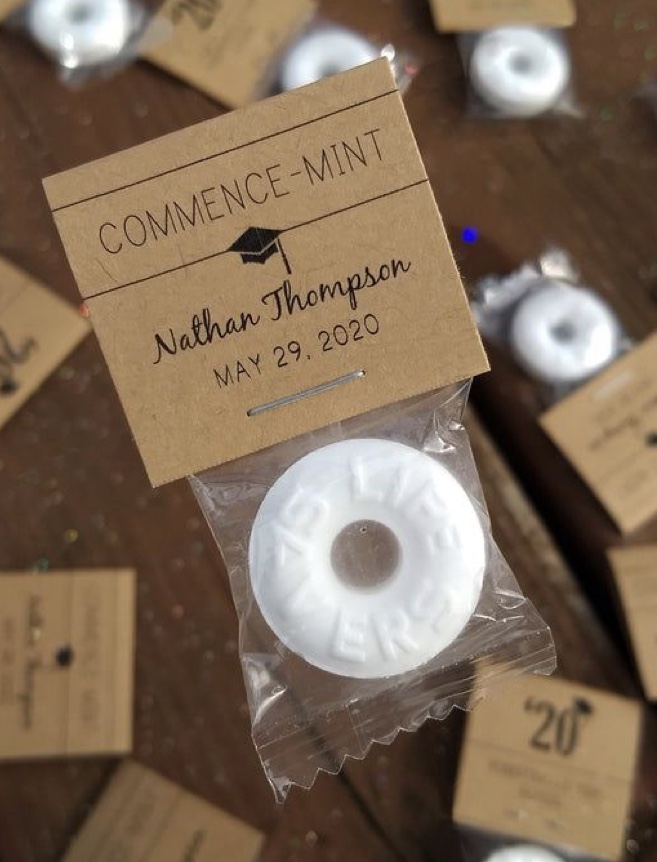 COMMENCE-MINT
Nathan Thompson
MAY 29, 2020
LIFE
SAVERS
'20